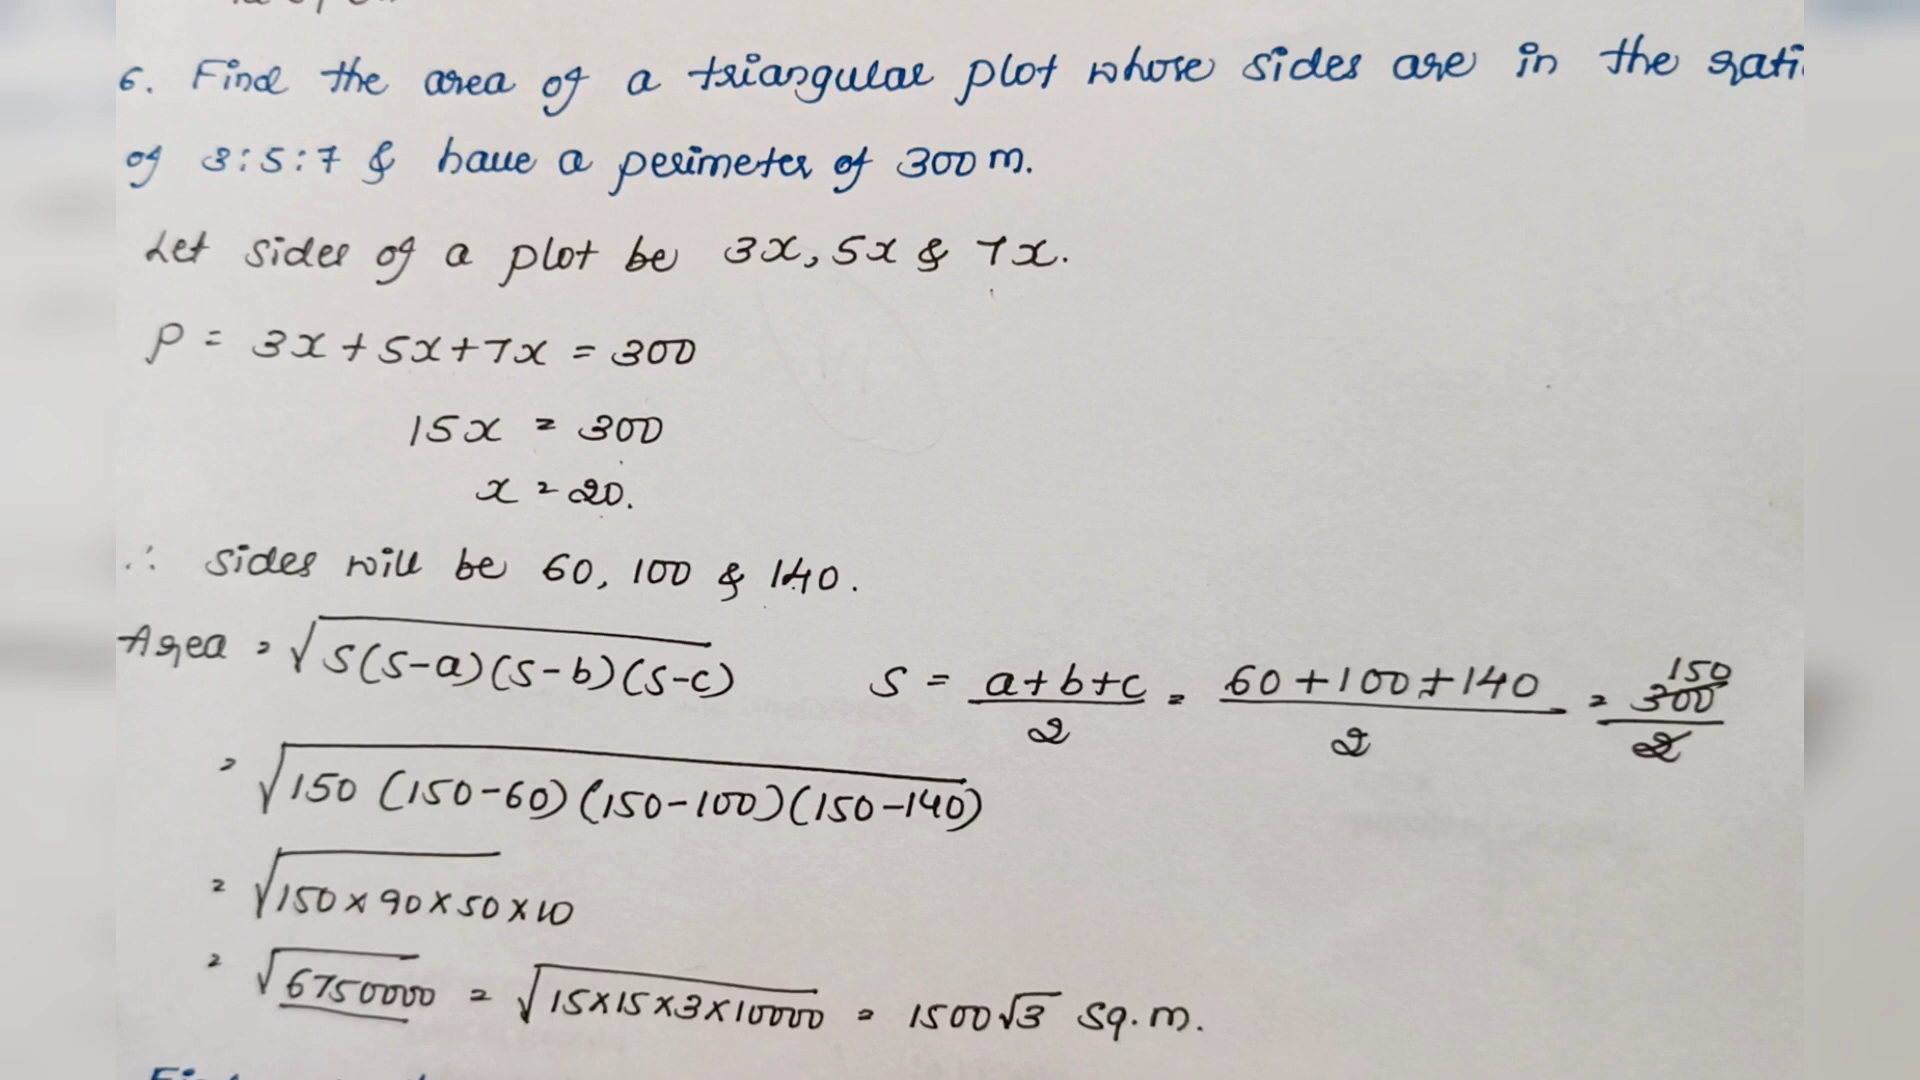 6. Find the area of a triangular plot whose sides are in the rati
of 3:5:7 & have a perimeter of 300 m.
Let sides of a plot be 3x, 5x & 7x.
P = 3x + 5x + 7x = 300
15x = 300
x = 20.
∴ sides will be 60, 100 & 140.
Area = √s(s-a)(s-b)(s-c) s = a+b+c/2 = 60+100+140/2 = 300/2 150
= √150 (150-60) (150-100) (150-140)
= √150 × 90 × 50 × 10
= √6750000 = √15×15×3×10000 = 1500√3 sq.m.